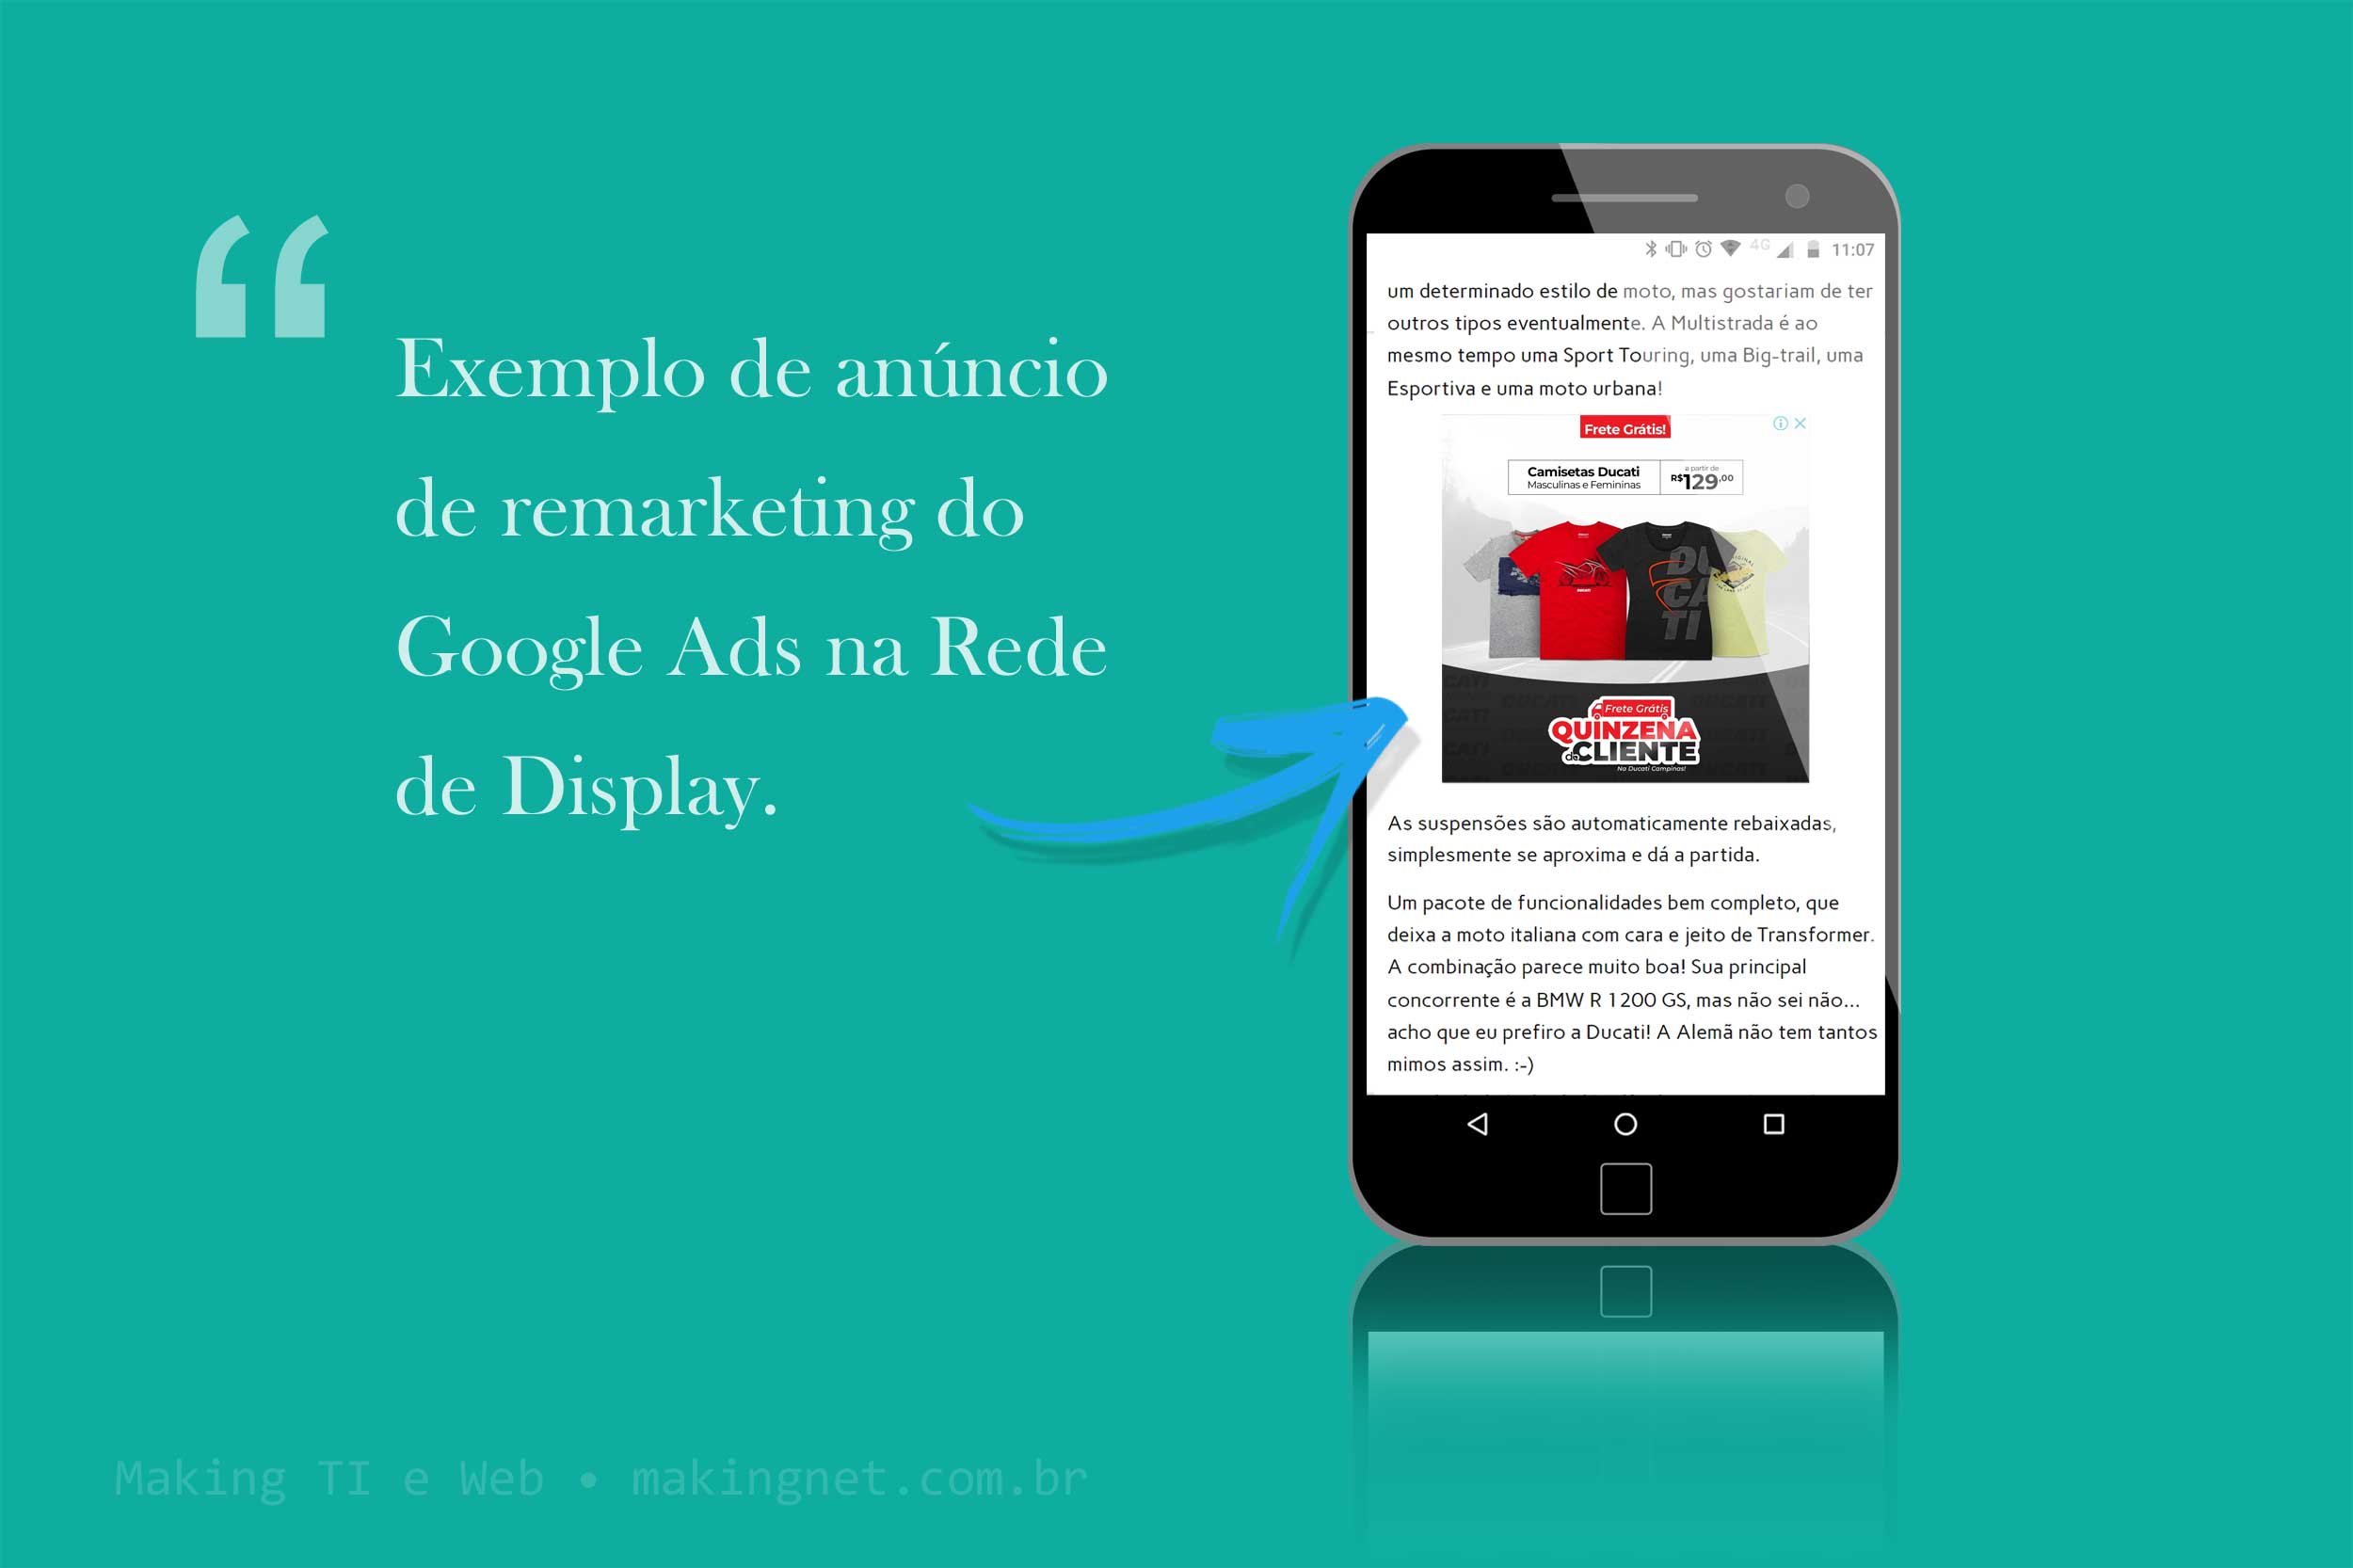 “
Exemplo de anúncio
de remarketing do
Google Ads na Rede
de Display.
4G 11:07
um determinado estilo de moto, mas gostariam de ter
outros tipos eventualmente. A Multistrada é ao
mesmo tempo uma Sport Touring, uma Big-trail, uma
Esportiva e uma moto urbana!
Frete Grátis!
Camisetas Ducati
Masculinas e Femininas
a partir de
R$129,00
DUCATI
DU
CA
TI
Frete Grátis
QUINZENA
do CLIENTE
Na Ducati Campinas!
As suspensões são automaticamente rebaixadas,
simplesmente se aproxima e dá a partida.
Um pacote de funcionalidades bem completo, que
deixa a moto italiana com cara e jeito de Transformer.
A combinação parece muito boa! Sua principal
concorrente é a BMW R 1200 GS, mas não sei não...
acho que eu prefiro a Ducati! A Alemã não tem tantos
mimos assim. :-)
Making TI e Web • makingnet.com.br